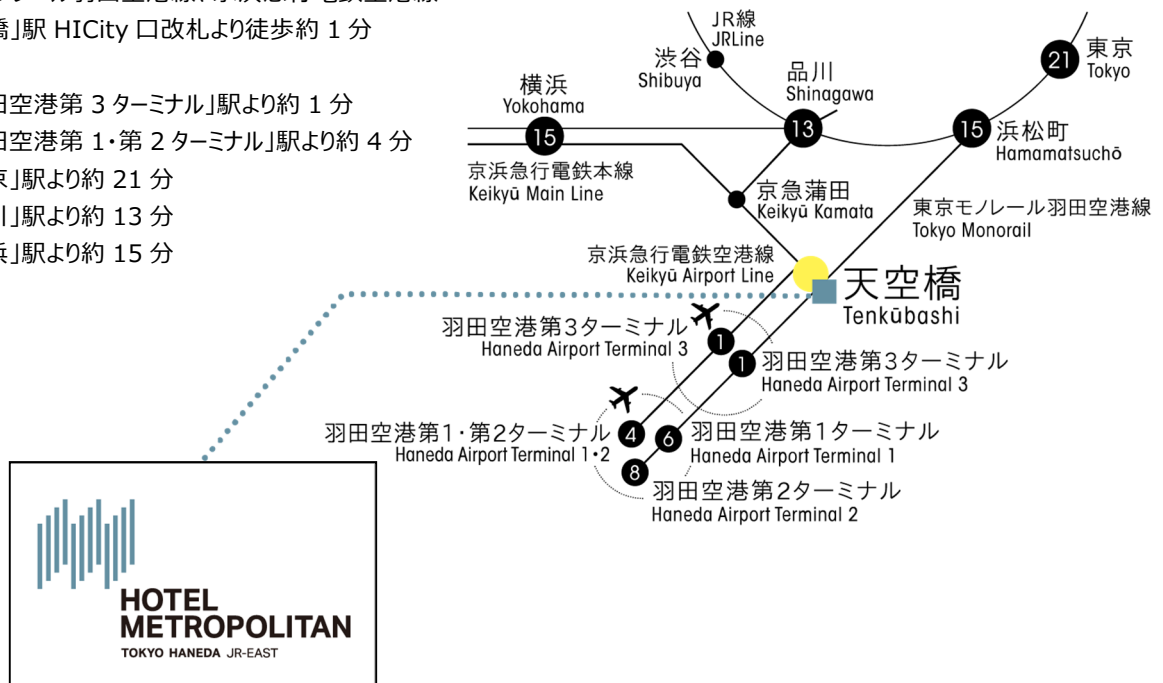 橋」駅 HICity 口改札より徒歩約 1 分
田空港第 3 ターミナル」駅より約 1 分
田空港第 1・第 2 ターミナル」駅より約 4 分
京」駅より約 21 分
川」駅より約 13 分
浜」駅より約 15 分
JR線
JRLine
渋谷
Shibuya
品川
Shinagawa
13
21
東京
Tokyo
横浜
Yokohama
15
15
浜松町
Hamamatsuchō
京浜急行電鉄本線
Keikyū Main Line
京急蒲田
Keikyū Kamata
東京モノレール羽田空港線
Tokyo Monorail
京浜急行電鉄空港線
Keikyū Airport Line
天空橋
Tenkūbashi
羽田空港第3ターミナル
Haneda Airport Terminal 3
1
1
羽田空港第3ターミナル
Haneda Airport Terminal 3
羽田空港第1・第2ターミナル
Haneda Airport Terminal 1・2
4
6
羽田空港第1ターミナル
Haneda Airport Terminal 1
8
羽田空港第2ターミナル
Haneda Airport Terminal 2
HOTEL
METROPOLITAN
TOKYO HANEDA JR-EAST